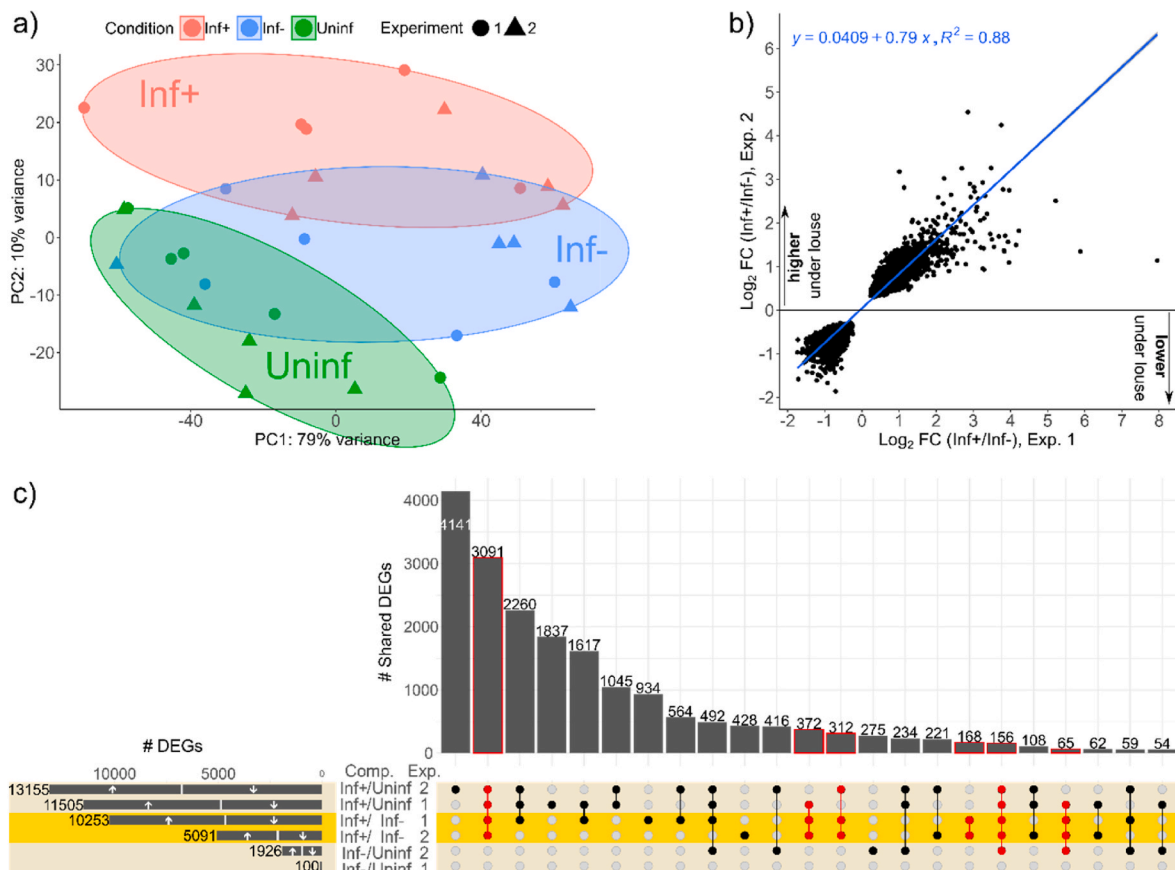 a)
Condition Inf+ Inf- Uninf Experiment 1 2
30
20
10
0
-10
-20
-40 0 40
PC2: 10% variance
PC1: 79% variance
Inf+
Inf-
Uninf
b)
y = 0.0409 + 0.79 x , R² = 0.88
6
5
4
3
2
1
0
-1
-2
-2 -1 0 1 2 3 4 5 6 7 8
Log₂ FC (Inf+/Inf-), Exp. 2
higher
under louse
lower
under louse
Log₂ FC (Inf+/Inf-), Exp. 1
c)
# Shared DEGs
4000
3000
2000
1000
0
4141 3091 2260 1837 1617 1045 934 564 492 428 416 372 312 275 234 221 168 156 108 65 62 59 54
# DEGs
10000 5000 0 Comp. Exp.
13155 Inf+/Uninf 2
11505 Inf+/Uninf 1
10253 Inf+/ Inf- 1
5091 Inf+/ Inf- 2
1926 Inf-/Uninf 2
100 Inf-/Uninf 1